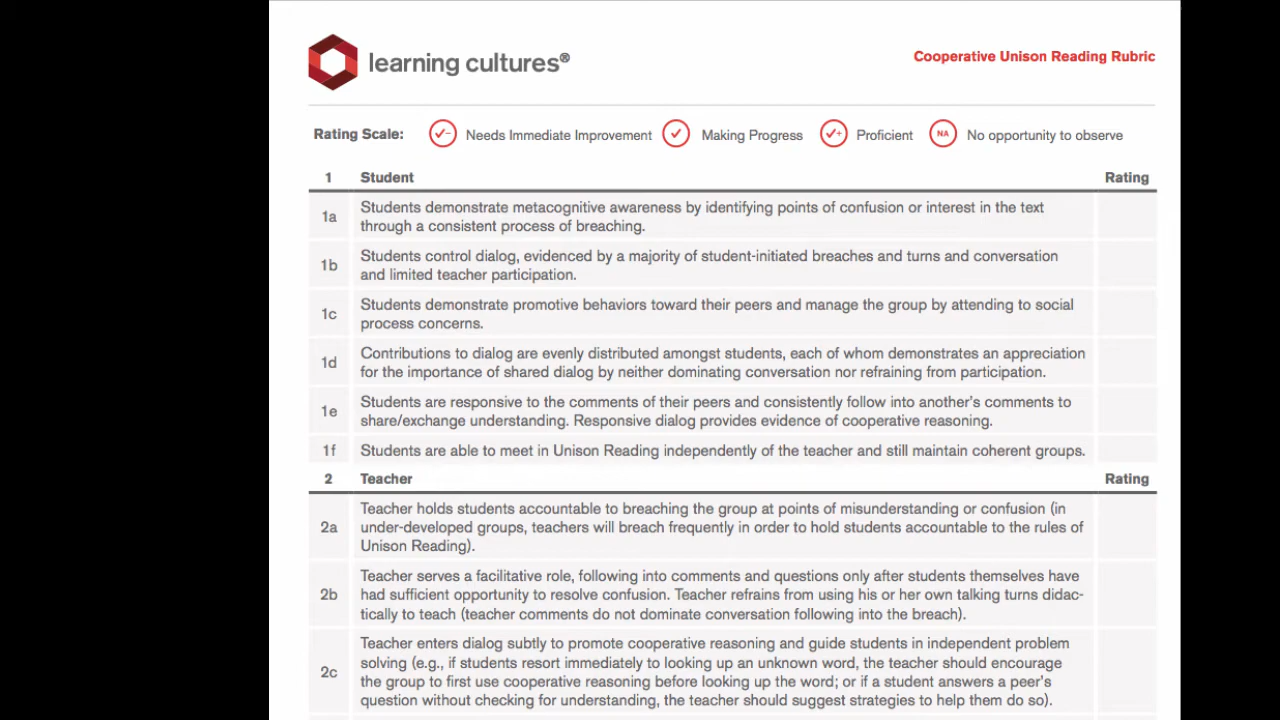 learning cultures®
Cooperative Unison Reading Rubric
Rating Scale: ✓- Needs Immediate Improvement ✓ Making Progress ✓+ Proficient NA No opportunity to observe
1 Student Rating
1a Students demonstrate metacognitive awareness by identifying points of confusion or interest in the text
through a consistent process of breaching.
1b Students control dialog, evidenced by a majority of student-initiated breaches and turns and conversation
and limited teacher participation.
1c Students demonstrate promotive behaviors toward their peers and manage the group by attending to social
process concerns.
1d Contributions to dialog are evenly distributed amongst students, each of whom demonstrates an appreciation
for the importance of shared dialog by neither dominating conversation nor refraining from participation.
1e Students are responsive to the comments of their peers and consistently follow into another's comments to
share/exchange understanding. Responsive dialog provides evidence of cooperative reasoning.
1f Students are able to meet in Unison Reading independently of the teacher and still maintain coherent groups.
2 Teacher Rating
2a Teacher holds students accountable to breaching the group at points of misunderstanding or confusion (in
under-developed groups, teachers will breach frequently in order to hold students accountable to the rules of
Unison Reading).
2b Teacher serves a facilitative role, following into comments and questions only after students themselves have
had sufficient opportunity to resolve confusion. Teacher refrains from using his or her own talking turns didac-
tically to teach (teacher comments do not dominate conversation following into the breach).
2c Teacher enters dialog subtly to promote cooperative reasoning and guide students in independent problem
solving (e.g., if students resort immediately to looking up an unknown word, the teacher should encourage
the group to first use cooperative reasoning before looking up the word; or if a student answers a peer's
question without checking for understanding, the teacher should suggest strategies to help them do so).